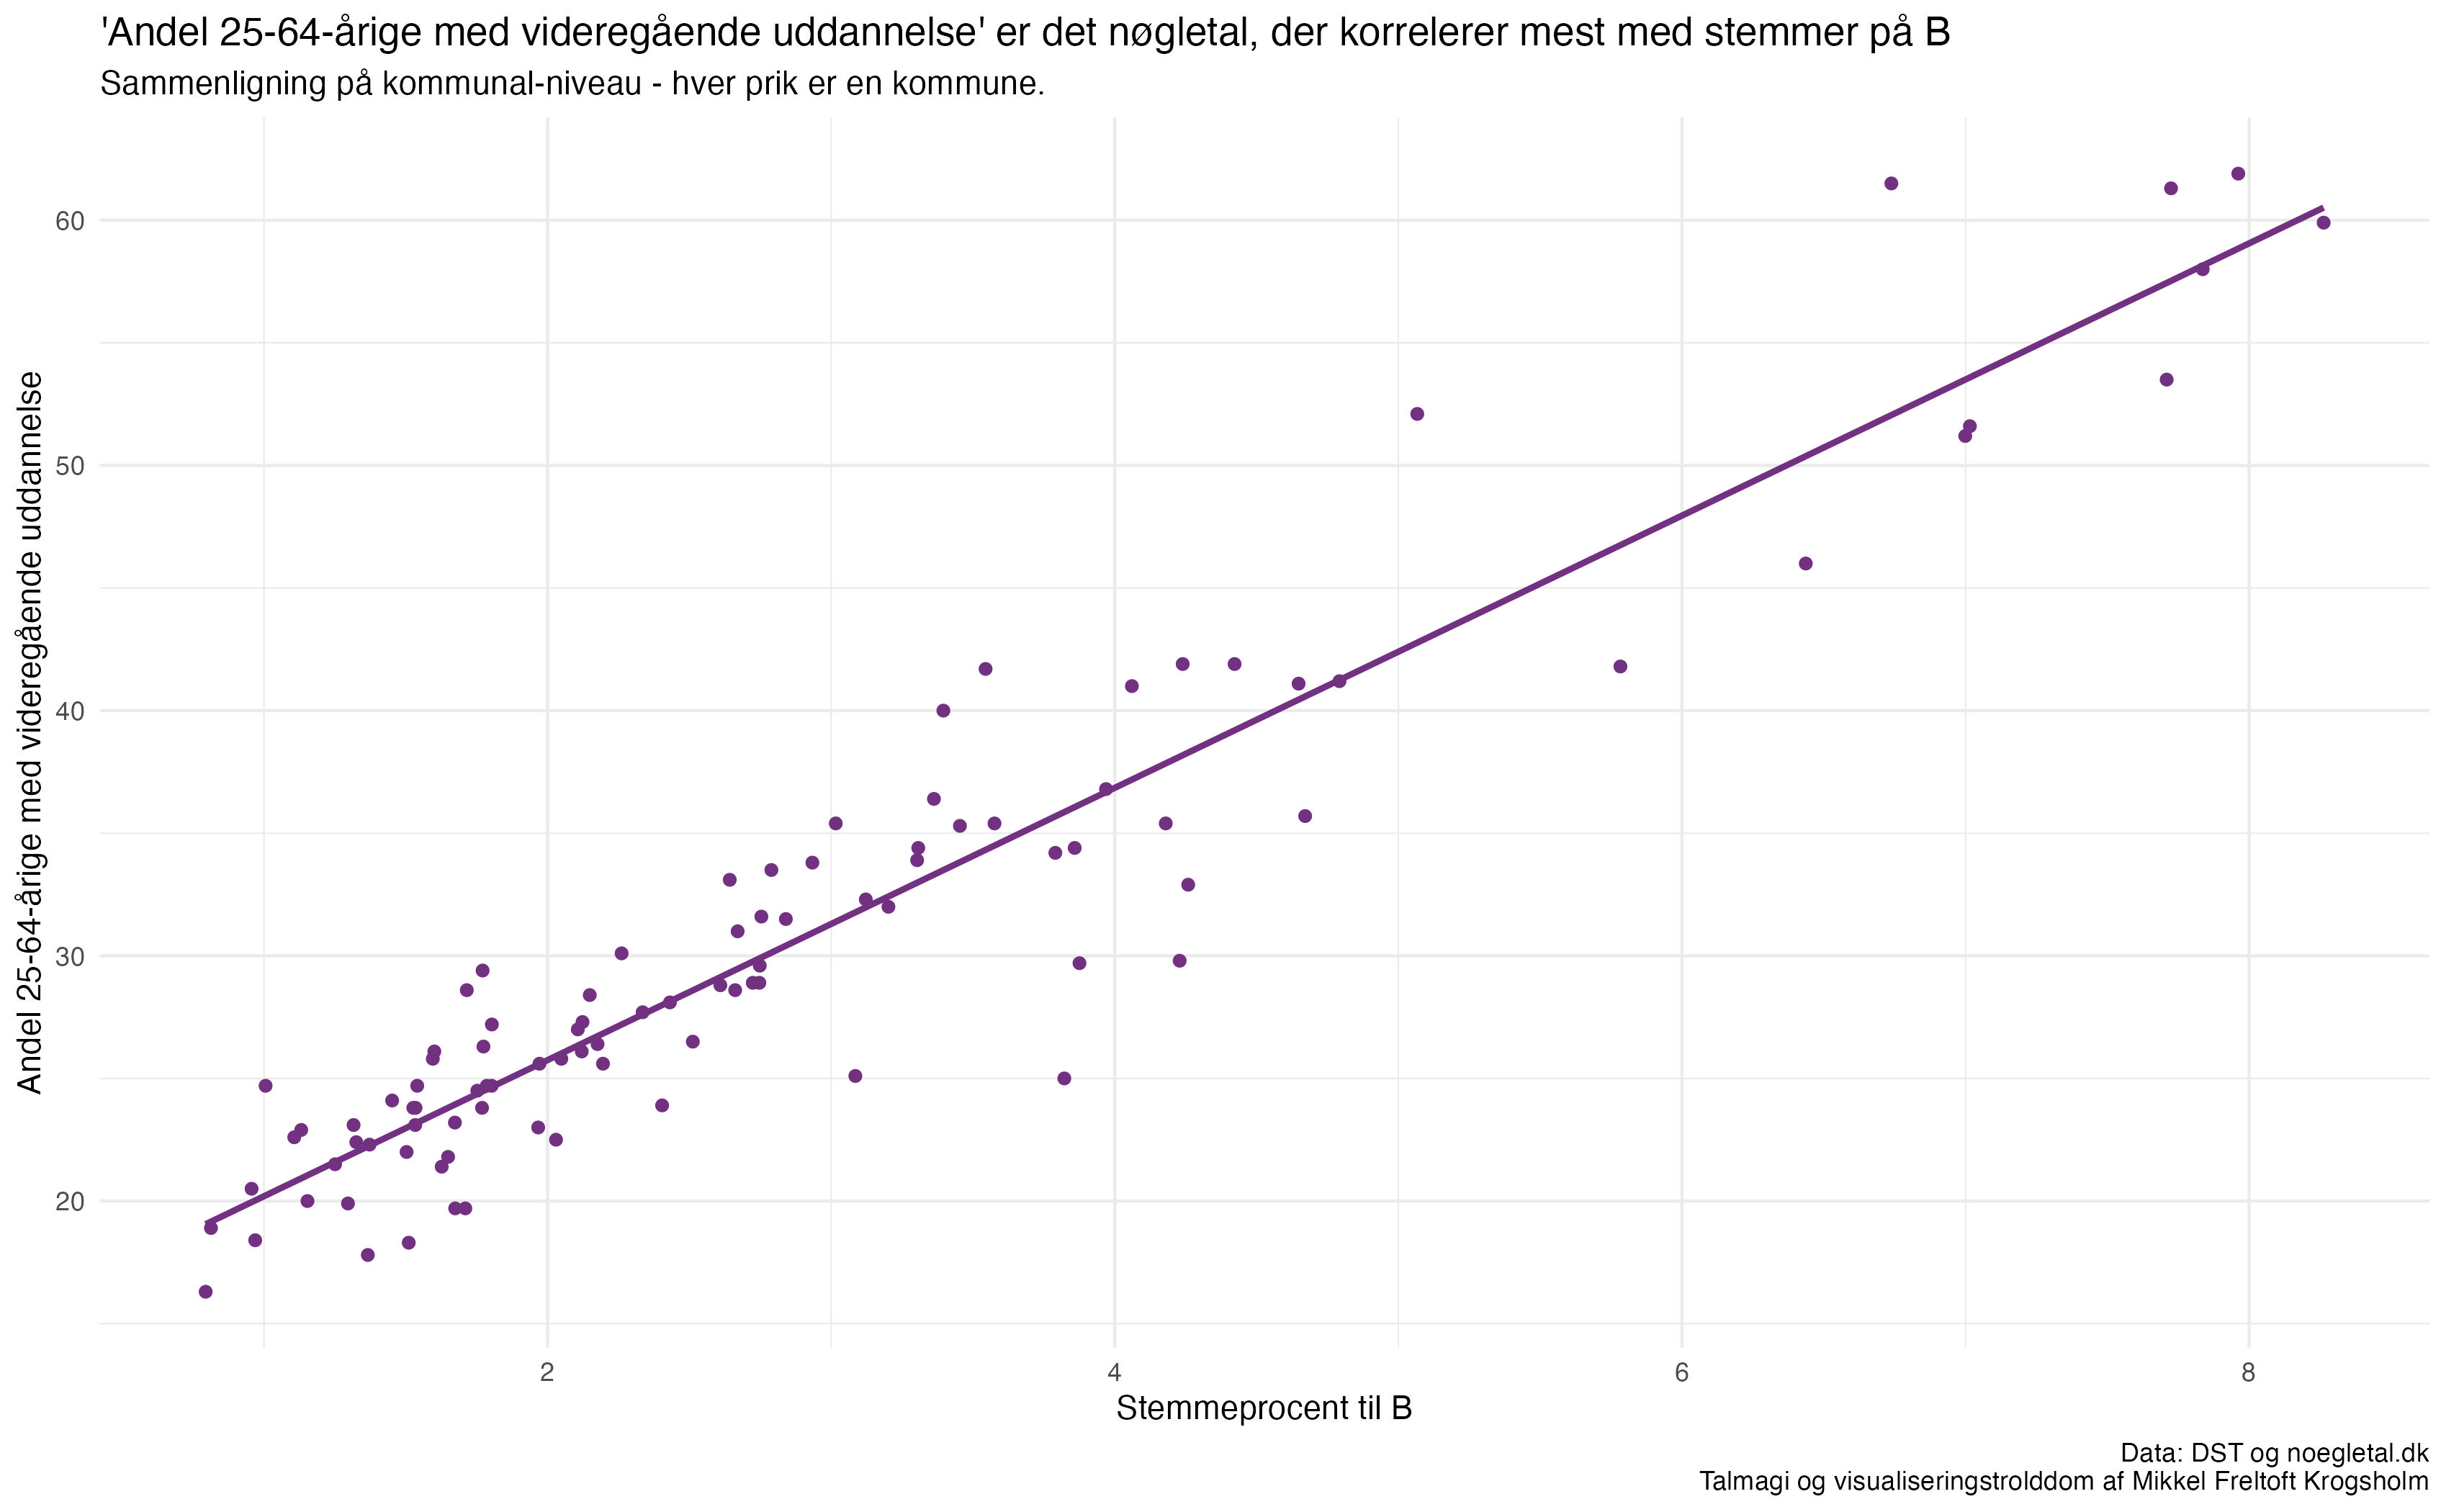 'Andel 25-64-årige med videregående uddannelse' er det nøgletal, der korrelerer mest med stemmer på B
Sammenligning på kommunal-niveau - hver prik er en kommune.
Andel 25-64-årige med videregående uddannelse
60
50
40
30
20
2
4
6
8
Stemmeprocent til B
Data: DST og noegletal.dk
Talmagi og visualiseringstrolddom af Mikkel Freltoft Krogsholm